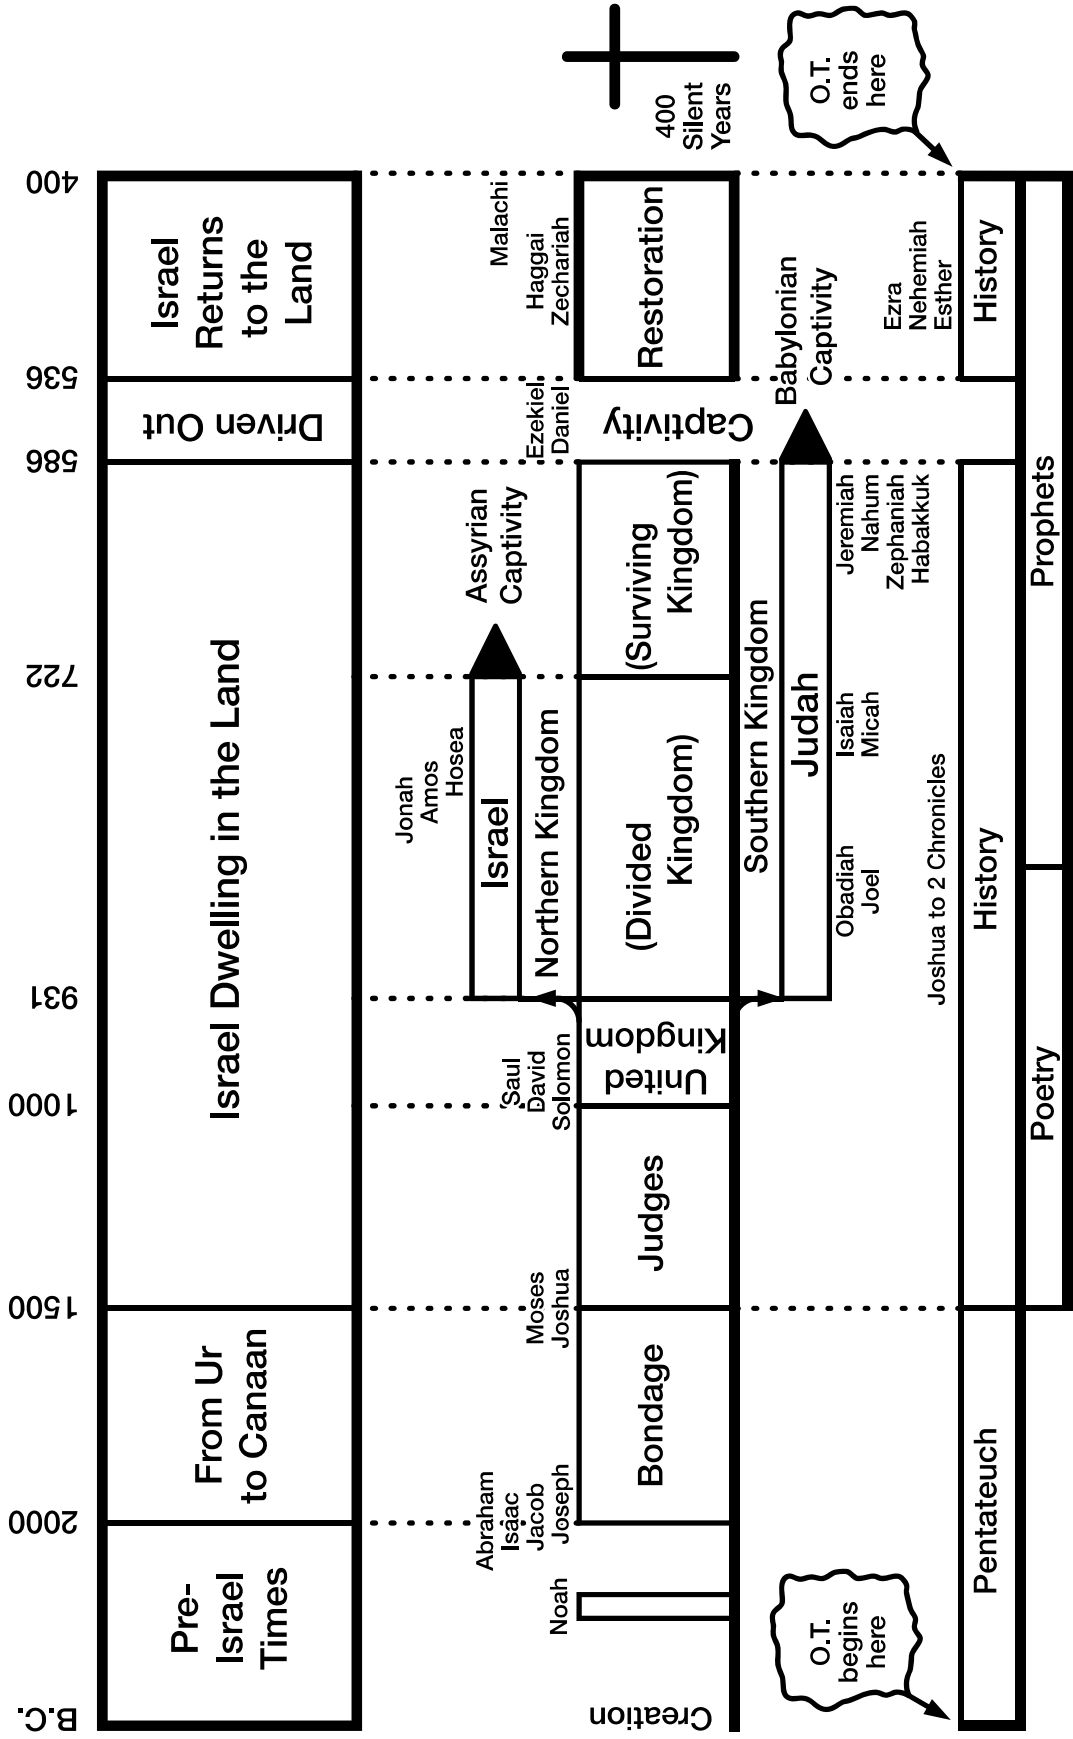 B.C.
2000
1500
1000
931
722
586
536
400
Pre-
Israel
Times
From Ur
to Canaan
Israel Dwelling in the Land
Driven Out
Israel
Returns
to the
Land
Jonah
Amos
Hosea
Israel
Northern Kingdom
Assyrian
Captivity
Abraham
Isaac
Jacob
Joseph
Noah
Moses
Joshua
Saul
David
Solomon
Ezekiel
Daniel
Malachi
Haggai
Zechariah
Creation
Bondage
Judges
United
Kingdom
(Divided
Kingdom)
(Surviving
Kingdom)
Captivity
Restoration
400
Silent
Years
Southern Kingdom
Judah
Babylonian
Captivity
Obadiah
Joel
Isaiah
Micah
Jeremiah
Nahum
Zephaniah
Habakkuk
O.T.
begins
here
O.T.
ends
here
Joshua to 2 Chronicles
Ezra
Nehemiah
Esther
Pentateuch
History
History
Poetry
Prophets